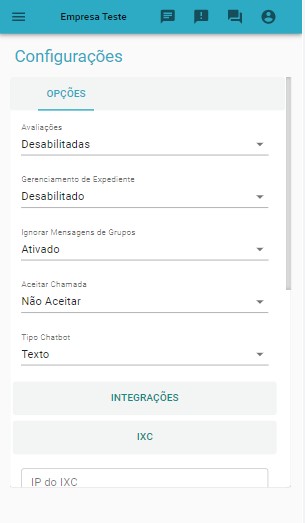 Empresa Teste
Configurações
OPÇÕES
Avaliações
Desabilitadas
Gerenciamento de Expediente
Desabilitado
Ignorar Mensagens de Grupos
Ativado
Aceitar Chamada
Não Aceitar
Tipo Chatbot
Texto
INTEGRAÇÕES
IXC
IP do IXC